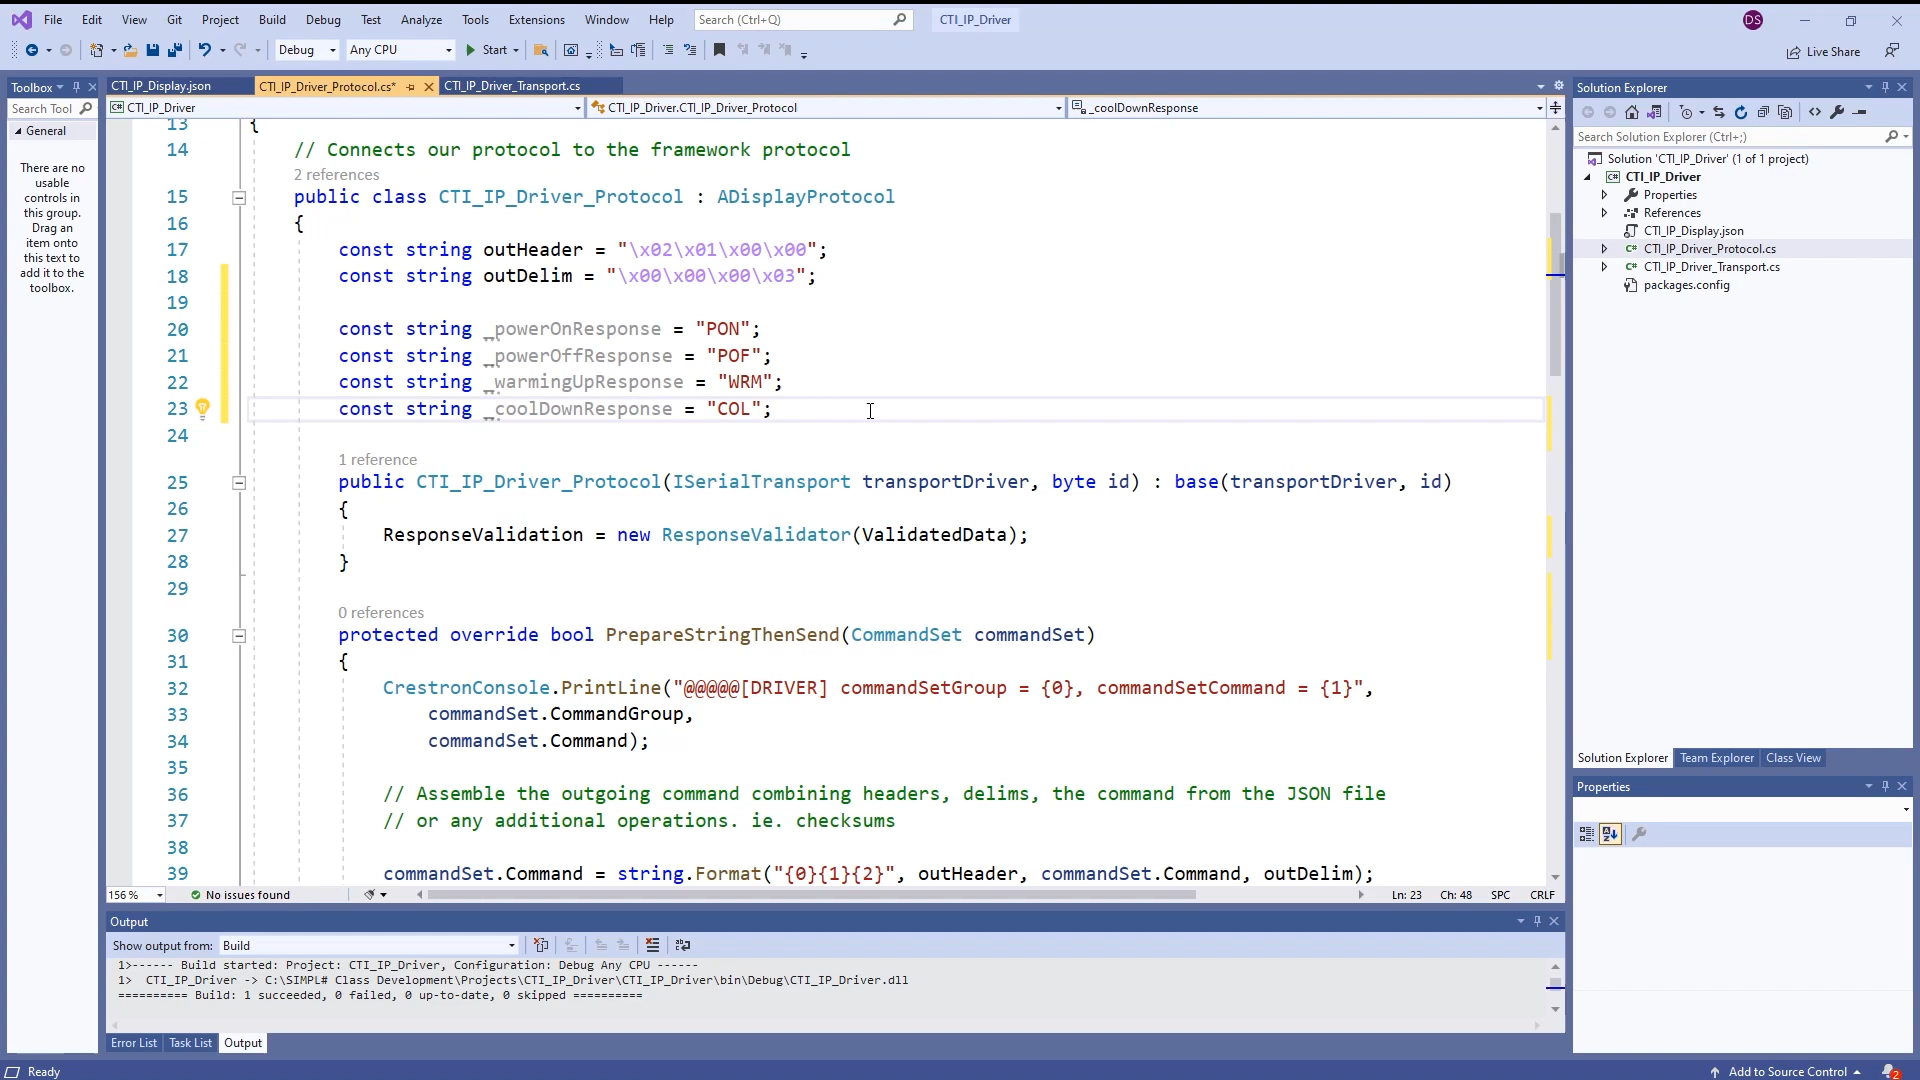 File Edit View Git Project Build Debug Test Analyze Tools Extensions Window Help Search (Ctrl+Q) CTI_IP_Driver DS
Debug Any CPU Start Live Share
Toolbox CTI_IP_Display.json CTI_IP_Driver_Protocol.cs* CTI_IP_Driver_Transport.cs Solution Explorer
Search Tool C# CTI_IP_Driver CTI_IP_Driver.CTI_IP_Driver_Protocol _coolDownResponse
General
There are no
usable
controls in
this group.
Drag an
item onto
this text to
add it to the
toolbox.
13 {
14 // Connects our protocol to the framework protocol
2 references
15 public class CTI_IP_Driver_Protocol : ADisplayProtocol
16 {
17 const string outHeader = "\x02\x01\x00\x00";
18 const string outDelim = "\x00\x00\x00\x03";
19
20 const string _powerOnResponse = "PON";
21 const string _powerOffResponse = "POF";
22 const string _warmingUpResponse = "WRM";
23 const string _coolDownResponse = "COL";
24
1 reference
25 public CTI_IP_Driver_Protocol(ISerialTransport transportDriver, byte id) : base(transportDriver, id)
26 {
27 ResponseValidation = new ResponseValidator(ValidatedData);
28 }
29
0 references
30 protected override bool PrepareStringThenSend(CommandSet commandSet)
31 {
32 CrestronConsole.PrintLine("@@@@@[DRIVER] commandSetGroup = {0}, commandSetCommand = {1}",
33 commandSet.CommandGroup,
34 commandSet.Command);
35
36 // Assemble the outgoing command combining headers, delims, the command from the JSON file
37 // or any additional operations. ie. checksums
38
39 commandSet.Command = string.Format("{0}{1}{2}", outHeader, commandSet.Command, outDelim);
156 % No issues found Ln: 23 Ch: 48 SPC CRLF
Output
Show output from: Build
1>------ Build started: Project: CTI_IP_Driver, Configuration: Debug Any CPU ------
1> CTI_IP_Driver -> C:\SIMPL# Class Development\Projects\CTI_IP_Driver\CTI_IP_Driver\bin\Debug\CTI_IP_Driver.dll
========== Build: 1 succeeded, 0 failed, 0 up-to-date, 0 skipped ==========
Error List Task List Output
Search Solution Explorer (Ctrl+;)
Solution 'CTI_IP_Driver' (1 of 1 project)
C# CTI_IP_Driver
Properties
References
CTI_IP_Display.json
C# CTI_IP_Driver_Protocol.cs
C# CTI_IP_Driver_Transport.cs
packages.config
Solution Explorer Team Explorer Class View
Properties
Ready Add to Source Control 2